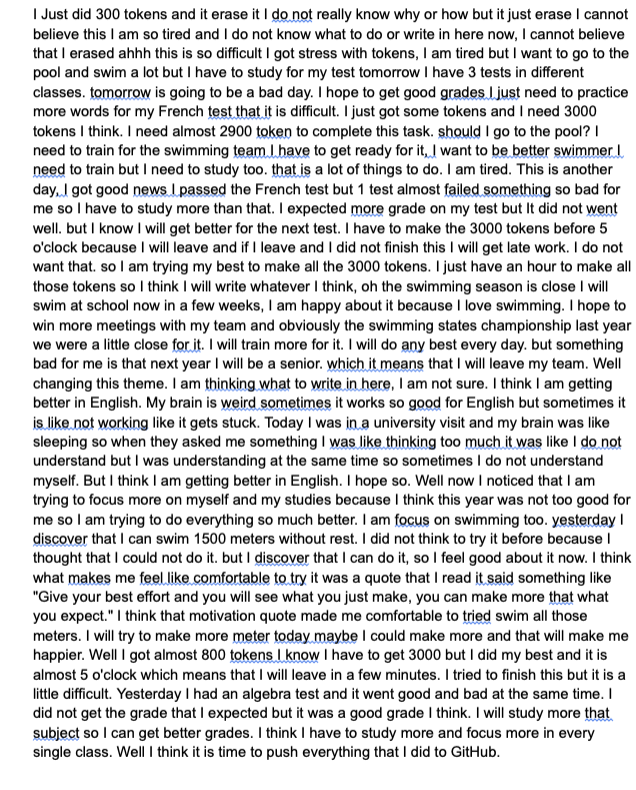 I Just did 300 tokens and it erase it I do not really know why or how but it just erase I cannot
believe this I am so tired and I do not know what to do or write in here now, I cannot believe
that I erased ahhh this is so difficult I got stress with tokens, I am tired but I want to go to the
pool and swim a lot but I have to study for my test tomorrow I have 3 tests in different
classes. tomorrow is going to be a bad day. I hope to get good grades I just need to practice
more words for my French test that it is difficult. I just got some tokens and I need 3000
tokens I think. I need almost 2900 token to complete this task. should I go to the pool? I
need to train for the swimming team I have to get ready for it, I want to be better swimmer I
need to train but I need to study too. that is a lot of things to do. I am tired. This is another
day, I got good news I passed the French test but 1 test almost failed something so bad for
me so I have to study more than that. I expected more grade on my test but It did not went
well. but I know I will get better for the next test. I have to make the 3000 tokens before 5
o'clock because I will leave and if I leave and I did not finish this I will get late work. I do not
want that. so I am trying my best to make all the 3000 tokens. I just have an hour to make all
those tokens so I think I will write whatever I think, oh the swimming season is close I will
swim at school now in a few weeks, I am happy about it because I love swimming. I hope to
win more meetings with my team and obviously the swimming states championship last year
we were a little close for it. I will train more for it. I will do any best every day. but something
bad for me is that next year I will be a senior. which it means that I will leave my team. Well
changing this theme. I am thinking what to write in here, I am not sure. I think I am getting
better in English. My brain is weird sometimes it works so good for English but sometimes it
is like not working like it gets stuck. Today I was in a university visit and my brain was like
sleeping so when they asked me something I was like thinking too much it was like I do not
understand but I was understanding at the same time so sometimes I do not understand
myself. But I think I am getting better in English. I hope so. Well now I noticed that I am
trying to focus more on myself and my studies because I think this year was not too good for
me so I am trying to do everything so much better. I am focus on swimming too. yesterday I
discover that I can swim 1500 meters without rest. I did not think to try it before because I
thought that I could not do it. but I discover that I can do it, so I feel good about it now. I think
what makes me feel like comfortable to try it was a quote that I read it said something like
"Give your best effort and you will see what you just make, you can make more that what
you expect." I think that motivation quote made me comfortable to tried swim all those
meters. I will try to make more meter today maybe I could make more and that will make me
happier. Well I got almost 800 tokens I know I have to get 3000 but I did my best and it is
almost 5 o'clock which means that I will leave in a few minutes. I tried to finish this but it is a
little difficult. Yesterday I had an algebra test and it went good and bad at the same time. I
did not get the grade that I expected but it was a good grade I think. I will study more that
subject so I can get better grades. I think I have to study more and focus more in every
single class. Well I think it is time to push everything that I did to GitHub.